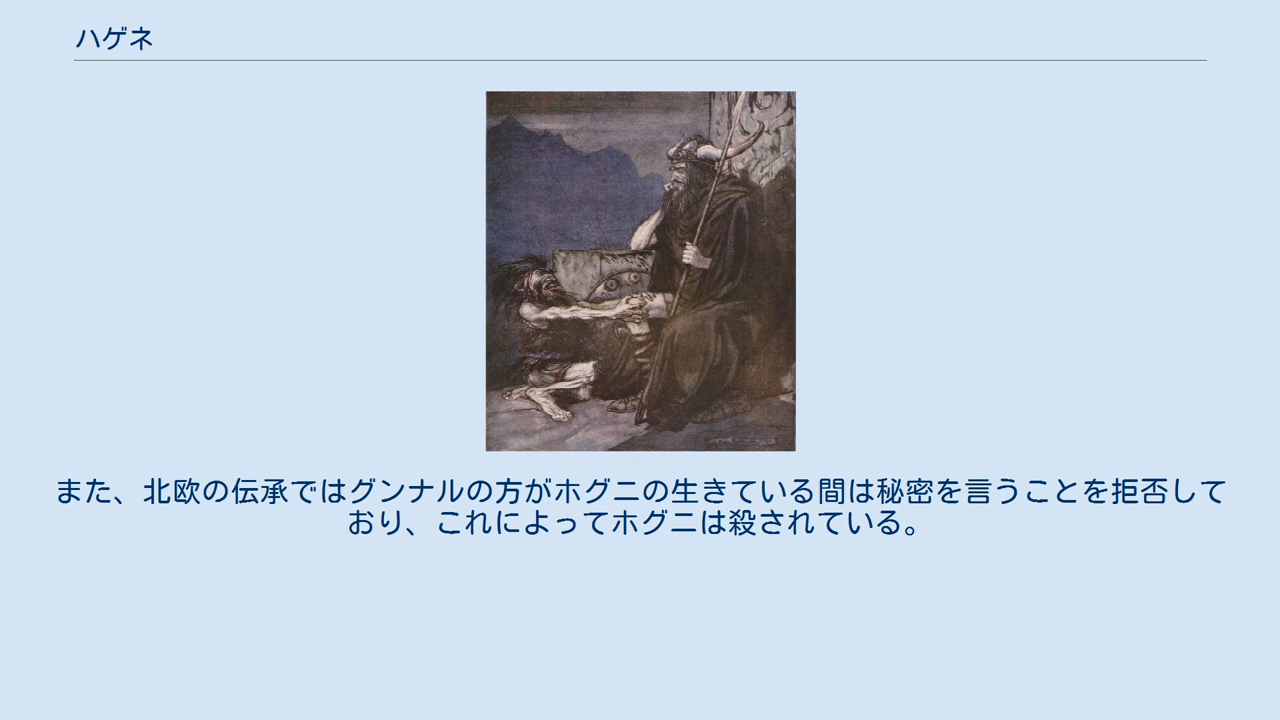 ハゲネ
また、北欧の伝承ではグンナルの方がホグニの生きている間は秘密を言うことを拒否して
おり、これによってホグニは殺されている。